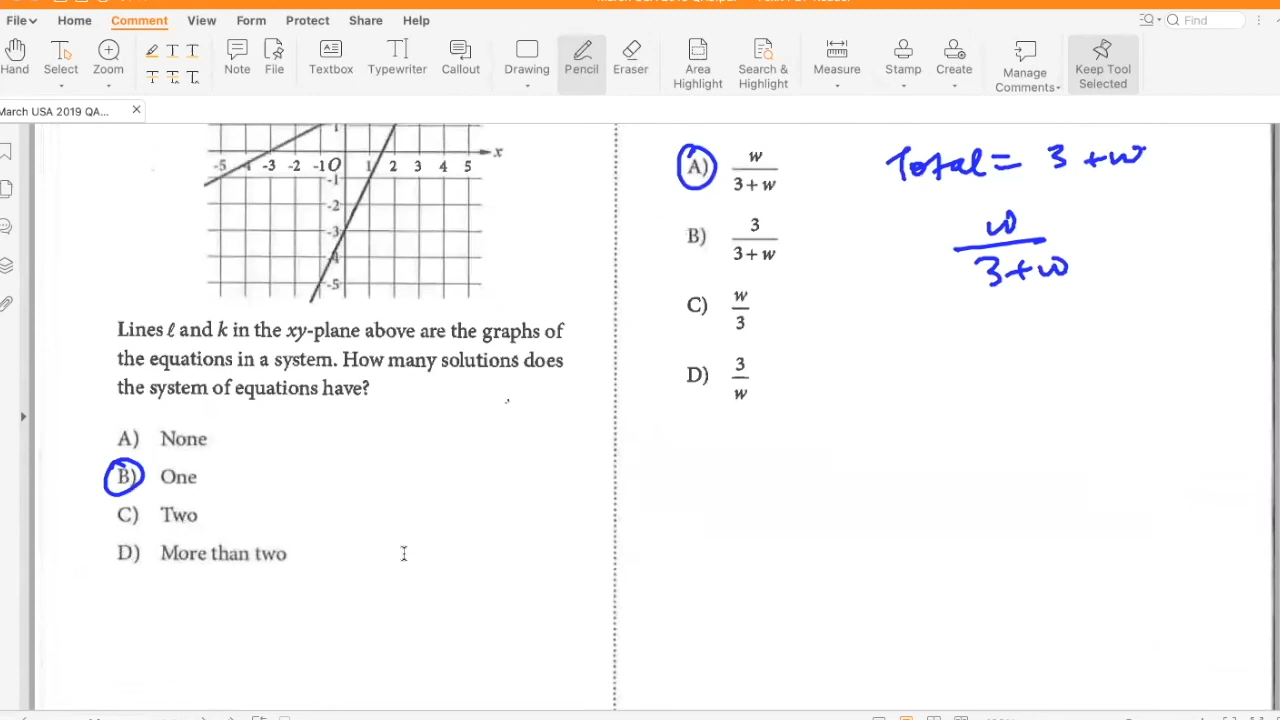 File Home Comment View Form Protect Share Help Find
Hand Select Zoom Note File Textbox Typewriter Callout Drawing Pencil Eraser Area Highlight Search & Highlight Measure Stamp Create Manage Comments Keep Tool Selected
March USA 2019 QA...
1
x
-5 -4 -3 -2 -1 O 1 2 3 4 5
-1
-2
-3
-4
-5
Lines ℓ and k in the xy-plane above are the graphs of
the equations in a system. How many solutions does
the system of equations have?
A) None
B) One
C) Two
D) More than two
A) w/(3 + w)
B) 3/(3 + w)
C) w/3
D) 3/w
Total = 3 + w
w
3 + w